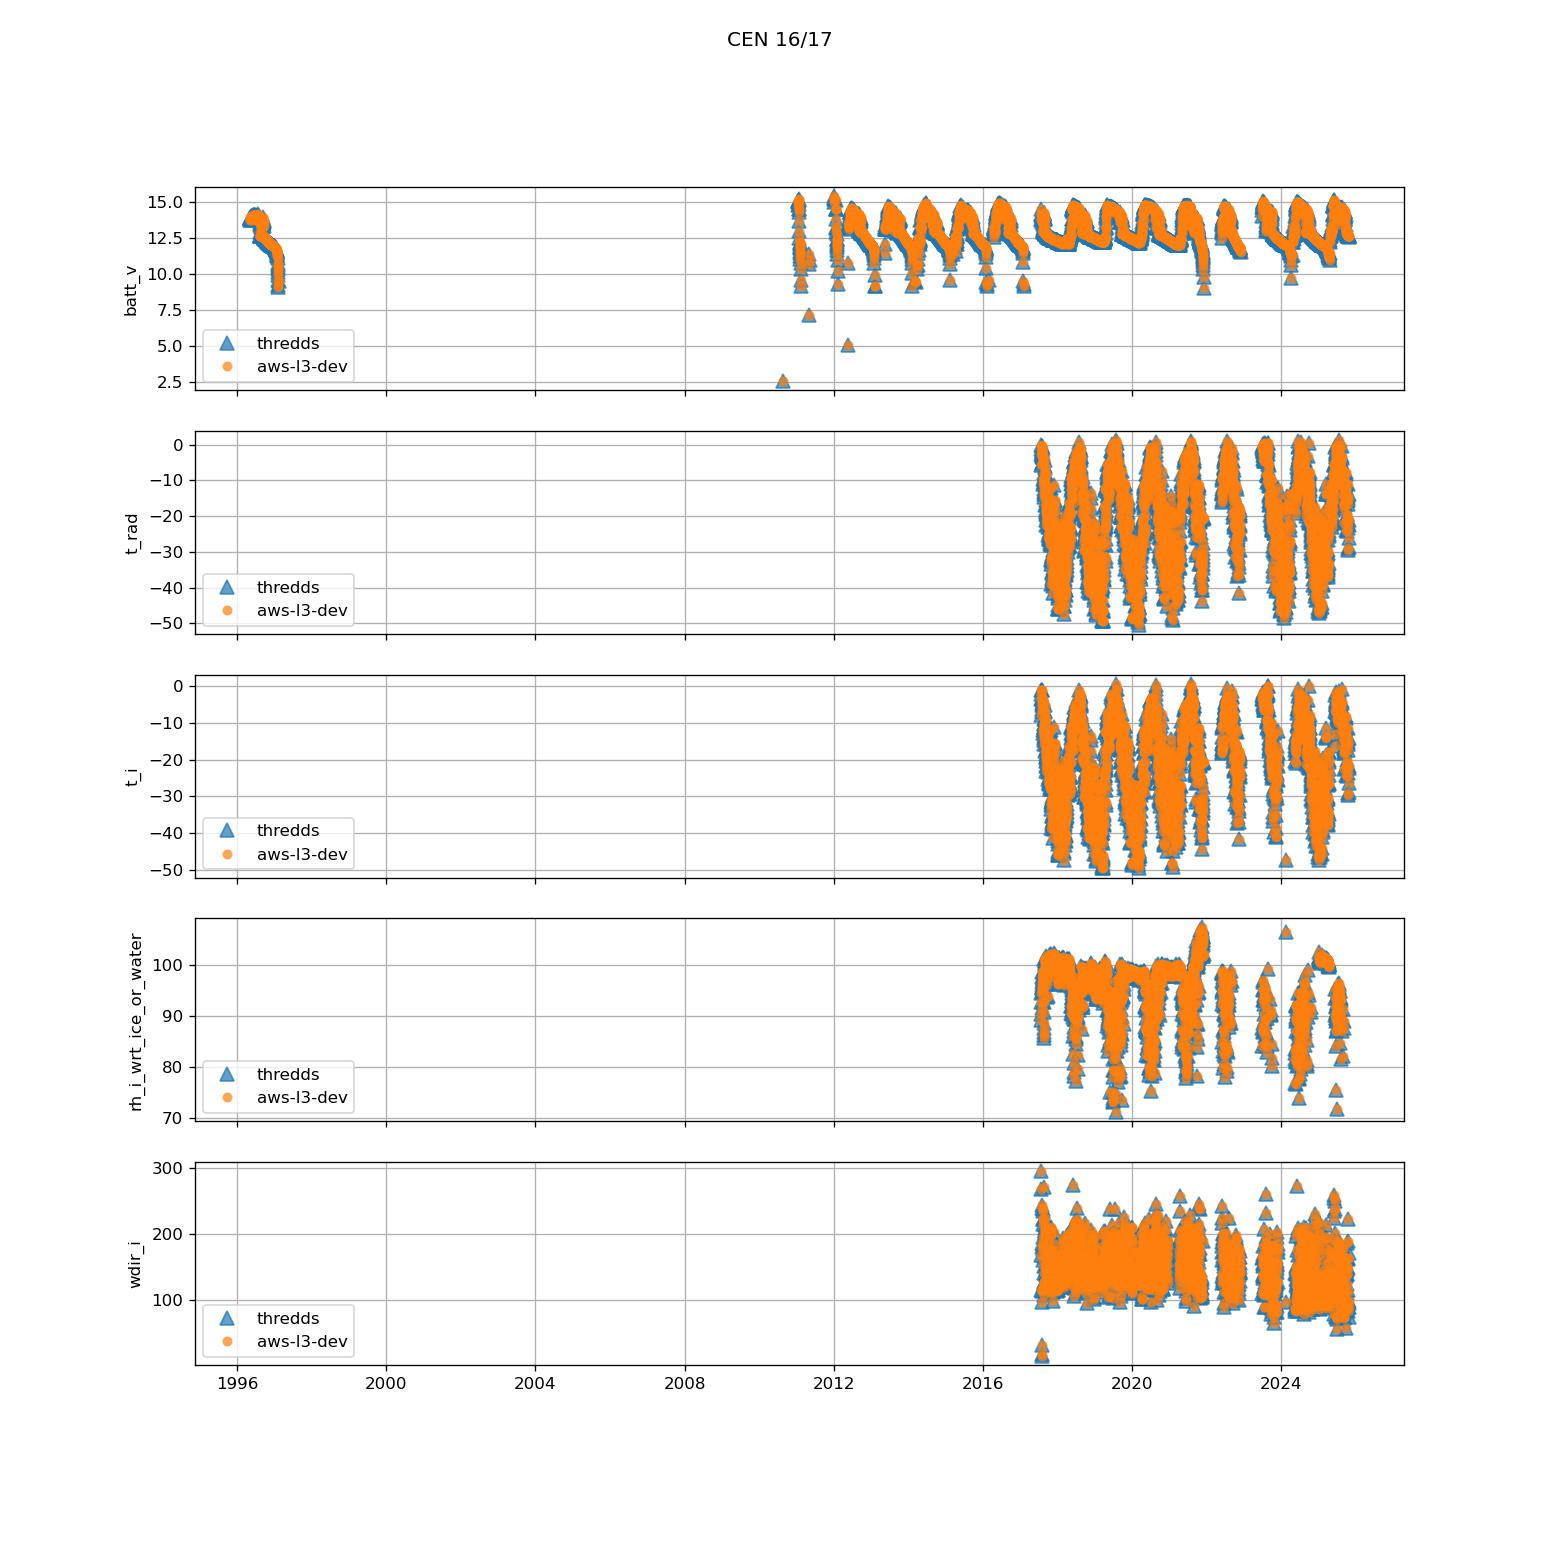 CEN 16/17
15.0
12.5
10.0
7.5
5.0
2.5
batt_v
thredds
aws-l3-dev
0
−10
−20
−30
−40
−50
t_rad
thredds
aws-l3-dev
0
−10
−20
−30
−40
−50
t_i
thredds
aws-l3-dev
100
90
80
70
rh_i_wrt_ice_or_water
thredds
aws-l3-dev
300
200
100
wdir_i
thredds
aws-l3-dev
1996 2000 2004 2008 2012 2016 2020 2024